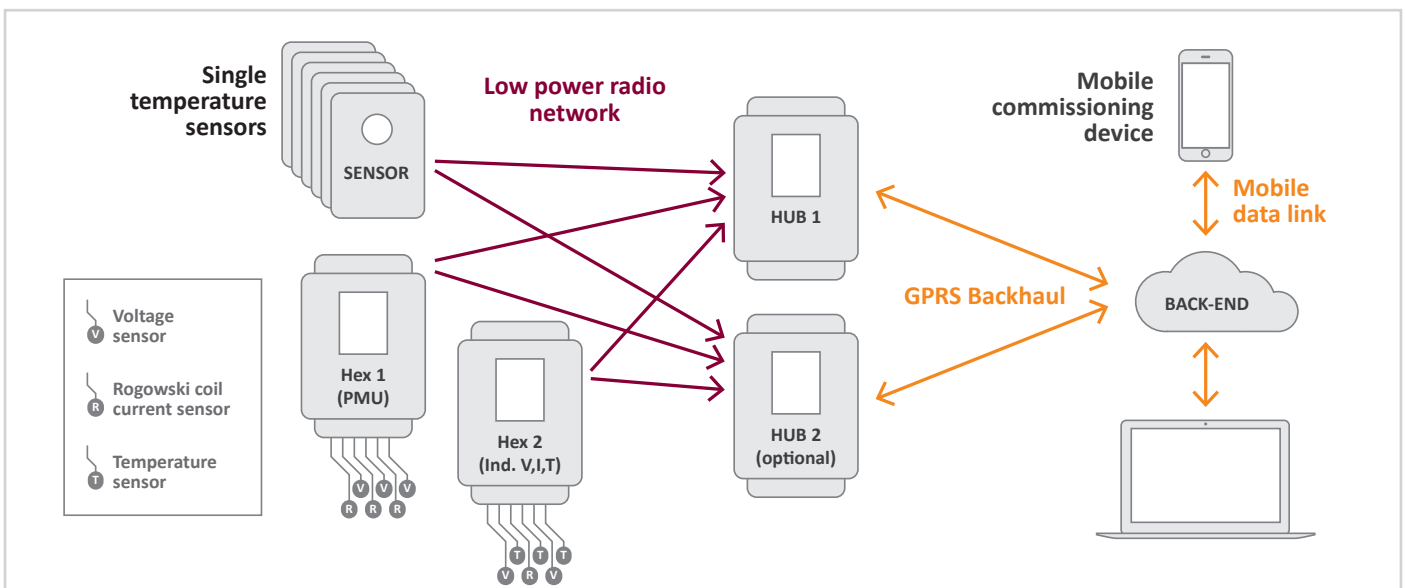 Single
temperature
sensors
SENSOR
Low power radio
network
HUB 1
Mobile
commissioning
device
Mobile
data link
GPRS Backhaul
BACK-END
V
Voltage
sensor
R
Rogowski coil
current sensor
T
Temperature
sensor
Hex 1
(PMU)
V V V
R R R
Hex 2
(Ind. V,I,T)
T T T
V R V
HUB 2
(optional)